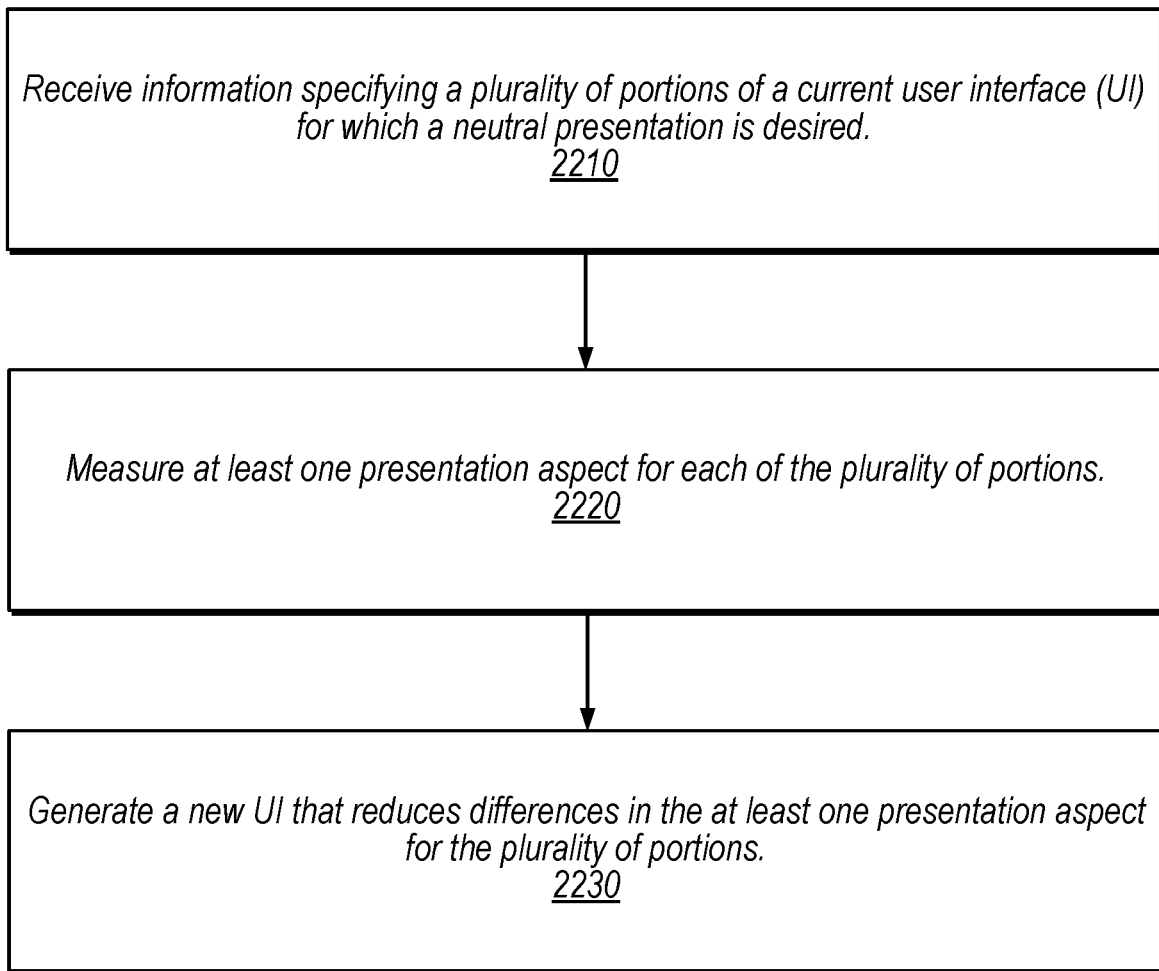 Receive information specifying a plurality of portions of a current user interface (UI)
for which a neutral presentation is desired.
2210
Measure at least one presentation aspect for each of the plurality of portions.
2220
Generate a new UI that reduces differences in the at least one presentation aspect
for the plurality of portions.
2230